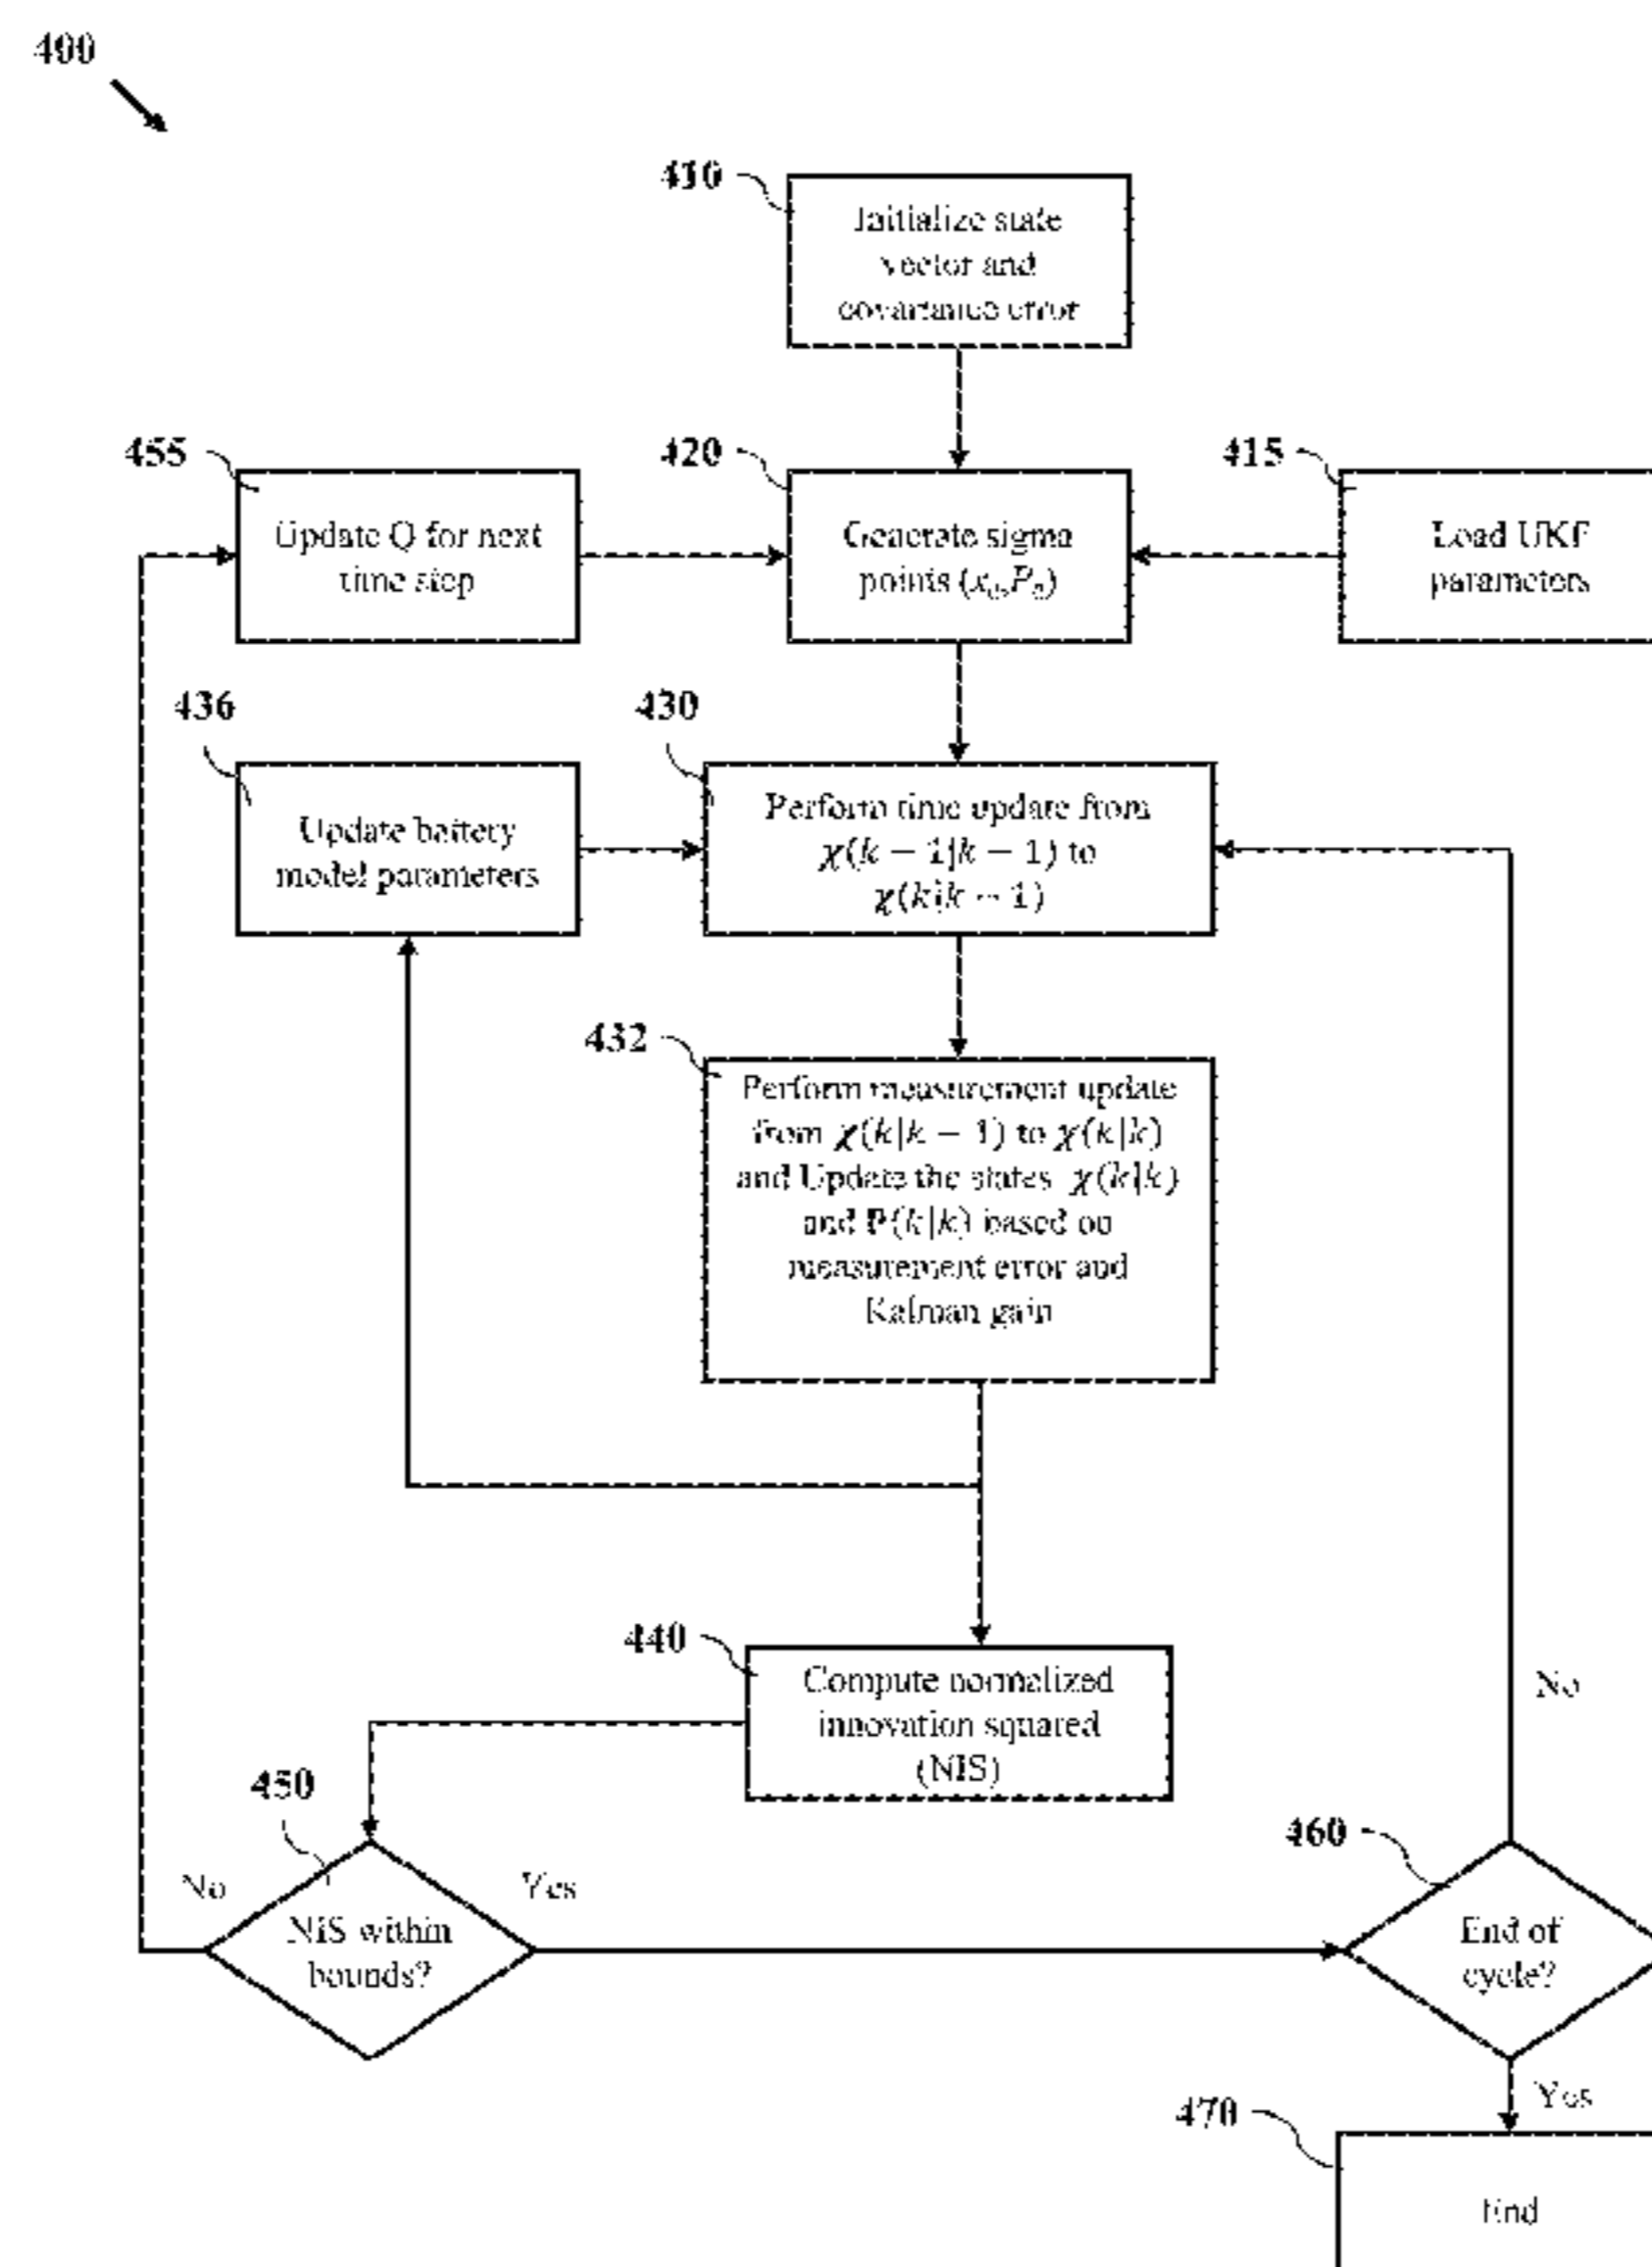 400
410
Initialize state
vector and
covariance error
455
420
415
Update Q for next
time step
Generate sigma
points (x₀,P₀)
Load UKF
parameters
436
430
Update battery
model parameters
Perform time update from
χ(k − 1|k − 1) to
χ(k|k − 1)
432
Perform measurement update
from χ(k|k − 1) to χ(k|k)
and Update the states χ(k|k)
and P(k|k) based on
measurement error and
Kalman gain
440
Compute normalized
innovation squared
(NIS)
No
450
460
No
Yes
NIS within
bounds?
End of
cycle?
Yes
470
End